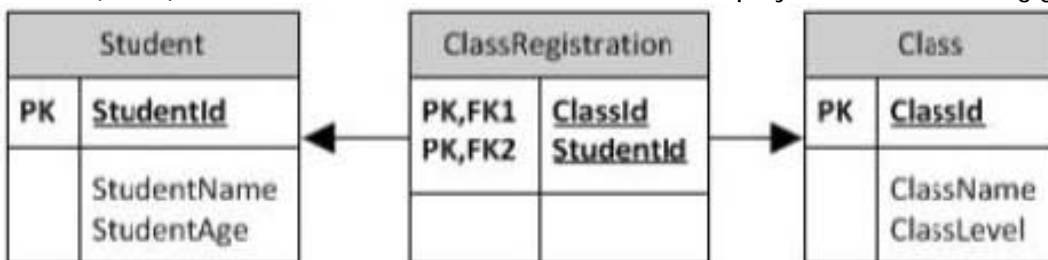 Student
PK StudentId
StudentName
StudentAge
ClassRegistration
PK,FK1 ClassId
PK,FK2 StudentId
Class
PK ClassId
ClassName
ClassLevel